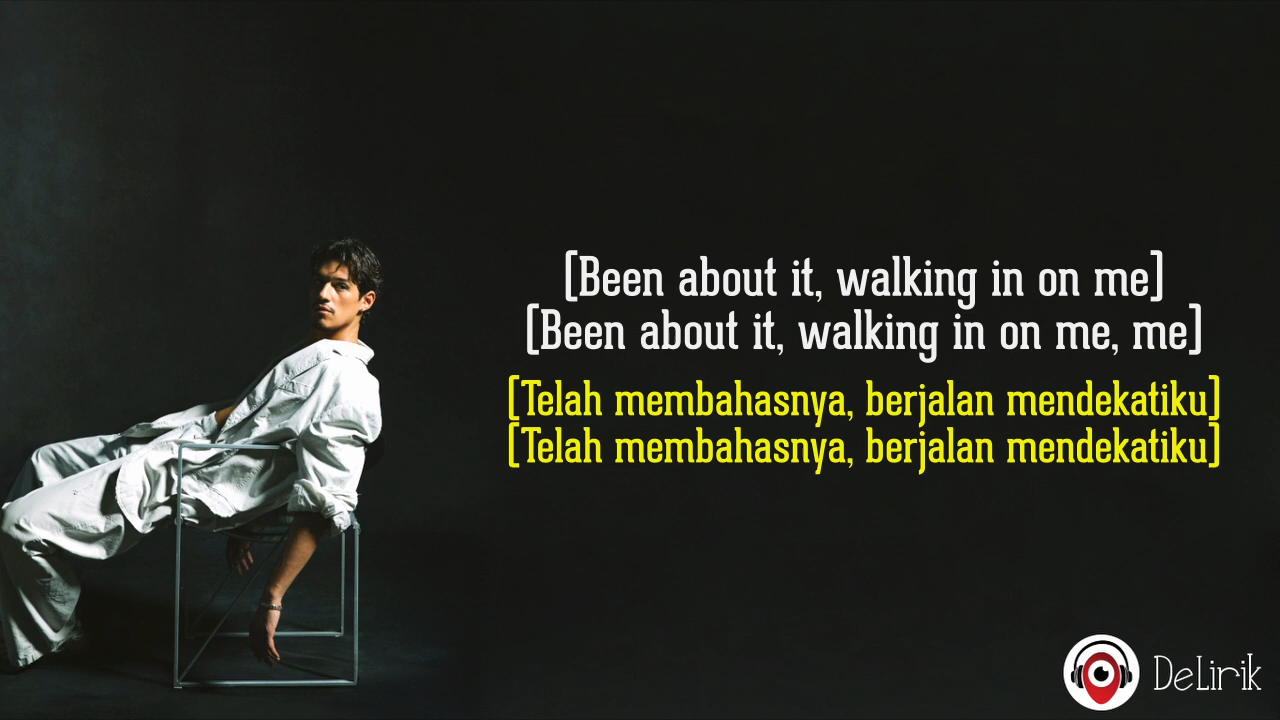 [Been about it, walking in on me]
[Been about it, walking in on me, me]
[Telah membahasnya, berjalan mendekatiku]
[Telah membahasnya, berjalan mendekatiku]
DeLirik